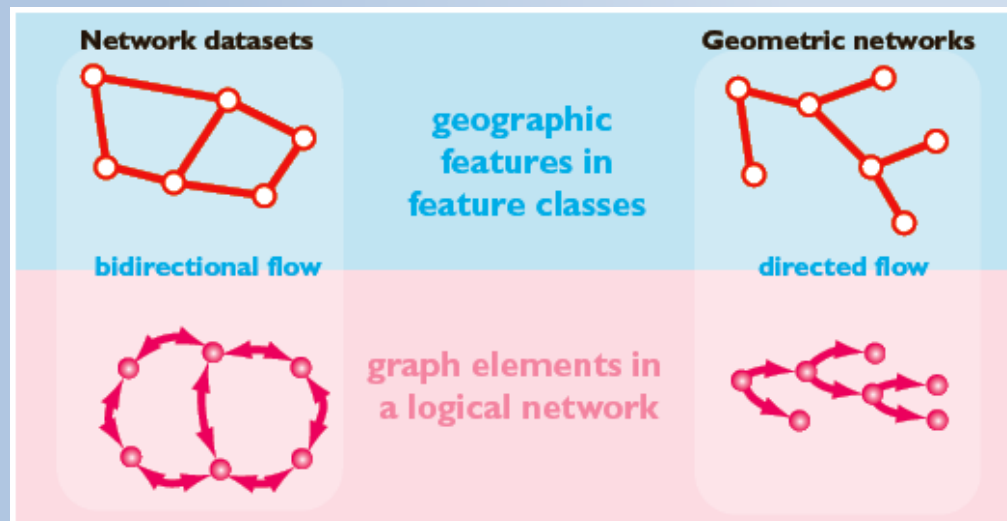 Network datasets
Geometric networks
geographic
features in
feature classes
bidirectional flow
directed flow
graph elements in
a logical network